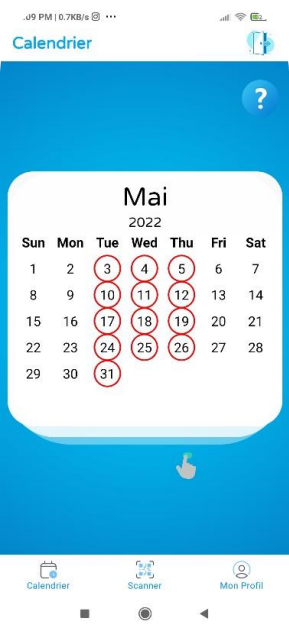 .09 PM | 0.7KB/s
Calendrier
?
Mai
2022
Sun Mon Tue Wed Thu Fri Sat
1 2 3 4 5 6 7
8 9 10 11 12 13 14
15 16 17 18 19 20 21
22 23 24 25 26 27 28
29 30 31
Calendrier Scanner Mon Profil